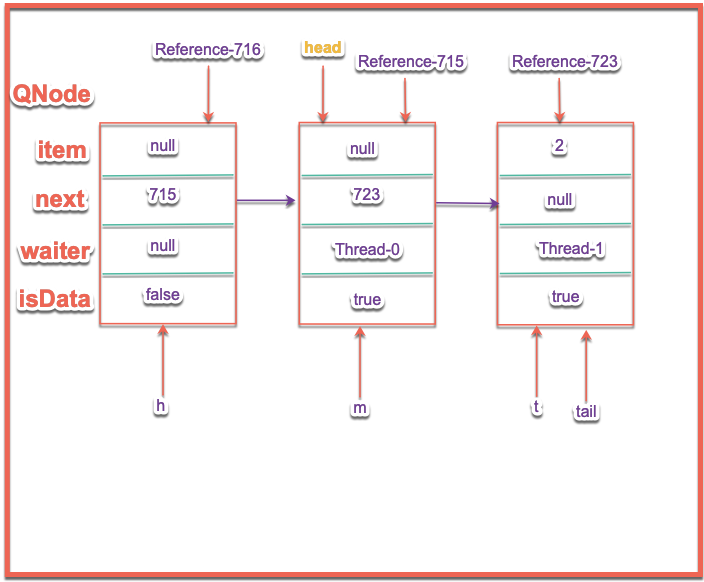 Reference-716 head
Reference-715 Reference-723
QNode
item null null 2
next 715 723 null
waiter null Thread-0 Thread-1
isData false true true
h m t tail